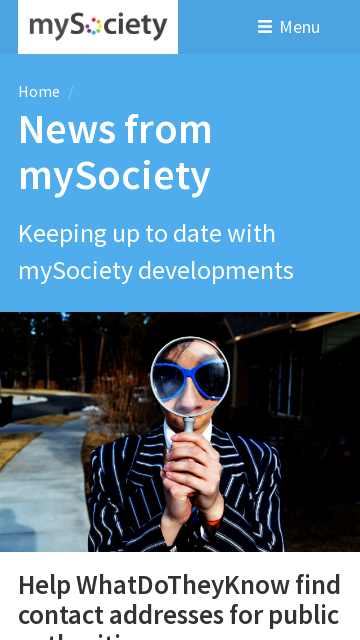 mySociety
Menu
Home /
News from
mySociety
Keeping up to date with
mySociety developments
Help WhatDoTheyKnow find
contact addresses for public